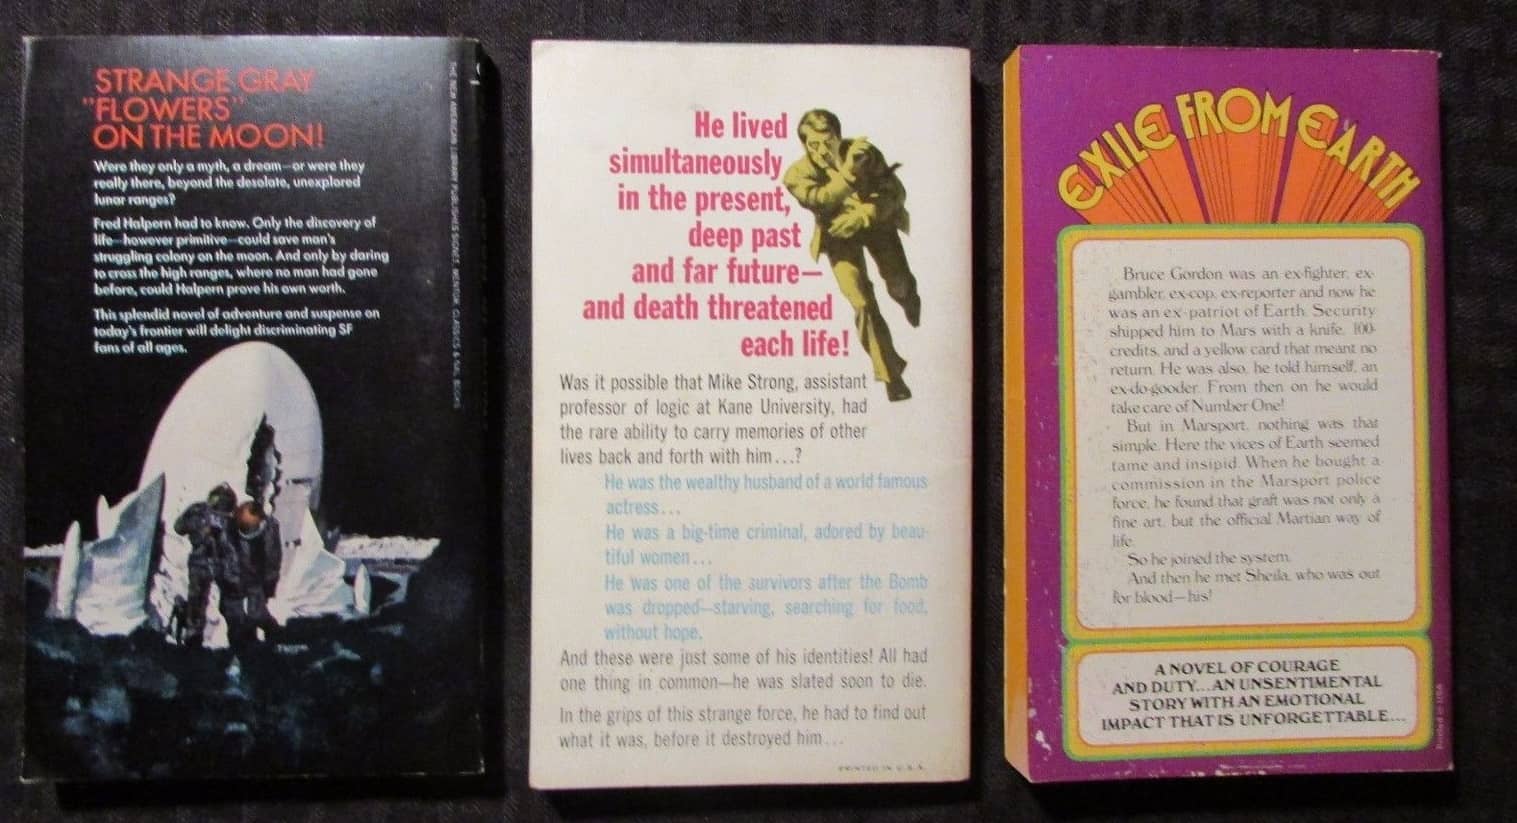 STRANGE GRAY
"FLOWERS"
ON THE MOON!
Were they only a myth, a dream—or were they
really there, beyond the desolate, unexplored
lunar ranges?
Fred Halpern had to know. Only the discovery of
life—however primitive—could save man's
struggling colony on the moon. And only by daring
to cross the high ranges, where no man had gone
before, could Halpern prove his own worth.
This splendid novel of adventure and suspense on
today's frontier will delight discriminating SF
fans of all ages.
THE NEW AMERICAN LIBRARY PUBLISHES SIGNET, MENTOR, CLASSICS & N.A.L. BOOKS
He lived
simultaneously
in the present,
deep past
and far future—
and death threatened
each life!
Was it possible that Mike Strong, assistant
professor of logic at Kane University, had
the rare ability to carry memories of other
lives back and forth with him...?
He was the wealthy husband of a world famous
actress...
He was a big-time criminal, adored by beau-
tiful women...
He was one of the survivors after the Bomb
was dropped—starving, searching for food,
without hope.
And these were just some of his identities! All had
one thing in common—he was slated soon to die.
In the grips of this strange force, he had to find out
what it was, before it destroyed him...
PRINTED IN U.S.A.
EXILE FROM EARTH
Bruce Gordon was an ex-fighter, ex-
gambler, ex-cop, ex-reporter and now he
was an ex-patriot of Earth. Security
shipped him to Mars with a knife, 100-
credits, and a yellow card that meant no
return. He was also, he told himself, an
ex-do-gooder. From then on he would
take care of Number One!
But in Marsport, nothing was that
simple. Here the vices of Earth seemed
tame and insipid. When he bought a
commission in the Marsport police
force, he found that graft was not only a
fine art, but the official Martian way of
life.
So he joined the system.
And then he met Sheila, who was out
for blood—his!
A NOVEL OF COURAGE
AND DUTY...AN UNSENTIMENTAL
STORY WITH AN EMOTIONAL
IMPACT THAT IS UNFORGETTABLE...
Printed in USA